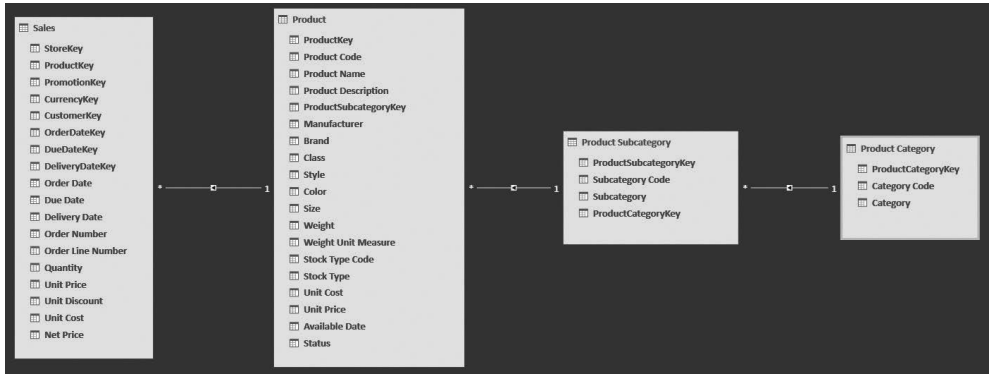 Sales
StoreKey
ProductKey
PromotionKey
CurrencyKey
CustomerKey
OrderDateKey
DueDateKey
DeliveryDateKey
Order Date
Due Date
Delivery Date
Order Number
Order Line Number
Quantity
Unit Price
Unit Discount
Unit Cost
Net Price
* 1
Product
ProductKey
Product Code
Product Name
Product Description
ProductSubcategoryKey
Manufacturer
Brand
Class
Style
Color
Size
Weight
Weight Unit Measure
Stock Type Code
Stock Type
Unit Cost
Unit Price
Available Date
Status
* 1
Product Subcategory
ProductSubcategoryKey
Subcategory Code
Subcategory
ProductCategoryKey
* 1
Product Category
ProductCategoryKey
Category Code
Category